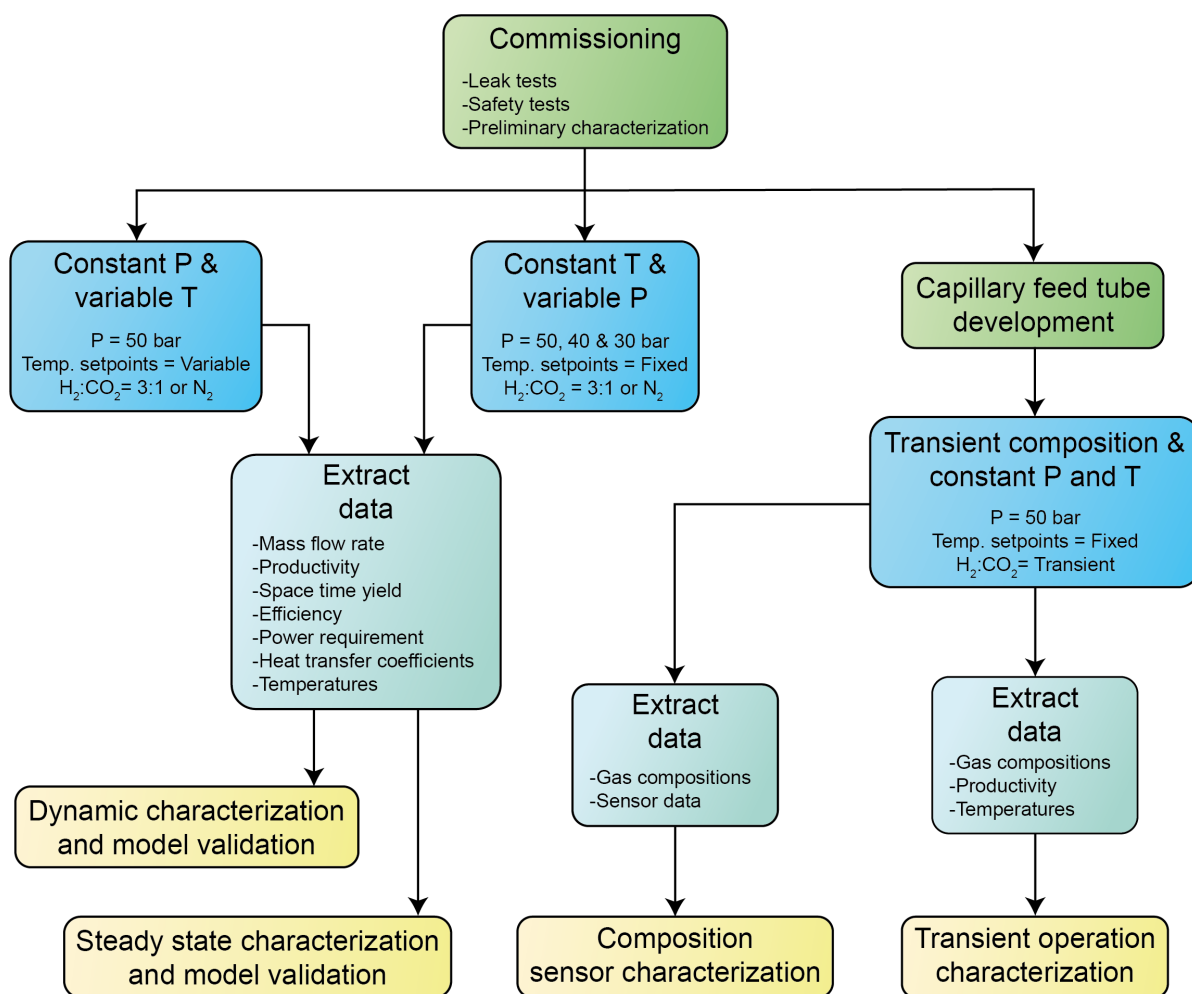 Commissioning
-Leak tests
-Safety tests
-Preliminary characterization
Constant P &
variable T
P = 50 bar
Temp. setpoints = Variable
H₂:CO₂= 3:1 or N₂
Constant T &
variable P
P = 50, 40 & 30 bar
Temp. setpoints = Fixed
H₂:CO₂= 3:1 or N₂
Capillary feed tube
development
Transient composition &
constant P and T
P = 50 bar
Temp. setpoints = Fixed
H₂:CO₂= Transient
Extract
data
-Mass flow rate
-Productivity
-Space time yield
-Efficiency
-Power requirement
-Heat transfer coefficients
-Temperatures
Extract
data
-Gas compositions
-Sensor data
Extract
data
-Gas compositions
-Productivity
-Temperatures
Dynamic characterization
and model validation
Steady state characterization
and model validation
Composition
sensor characterization
Transient operation
characterization